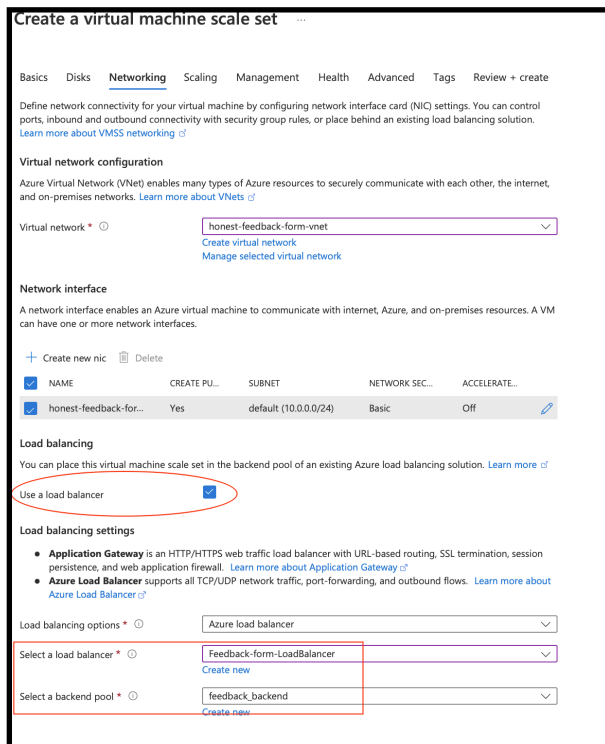 Create a virtual machine scale set ...
Basics Disks Networking Scaling Management Health Advanced Tags Review + create
Define network connectivity for your virtual machine by configuring network interface card (NIC) settings. You can control
ports, inbound and outbound connectivity with security group rules, or place behind an existing load balancing solution.
Learn more about VMSS networking
Virtual network configuration
Azure Virtual Network (VNet) enables many types of Azure resources to securely communicate with each other, the internet,
and on-premises networks. Learn more about VNets
Virtual network * honest-feedback-form-vnet
Create virtual network
Manage selected virtual network
Network interface
A network interface enables an Azure virtual machine to communicate with internet, Azure, and on-premises resources. A VM
can have one or more network interfaces.
+ Create new nic Delete
NAME CREATE PU... SUBNET NETWORK SEC... ACCELERATE...
honest-feedback-for... Yes default (10.0.0.0/24) Basic Off
Load balancing
You can place this virtual machine scale set in the backend pool of an existing Azure load balancing solution. Learn more
Use a load balancer
Load balancing settings
• Application Gateway is an HTTP/HTTPS web traffic load balancer with URL-based routing, SSL termination, session
persistence, and web application firewall. Learn more about Application Gateway
• Azure Load Balancer supports all TCP/UDP network traffic, port-forwarding, and outbound flows. Learn more about
Azure Load Balancer
Load balancing options * Azure load balancer
Select a load balancer * Feedback-form-LoadBalancer
Create new
Select a backend pool * feedback_backend
Create new